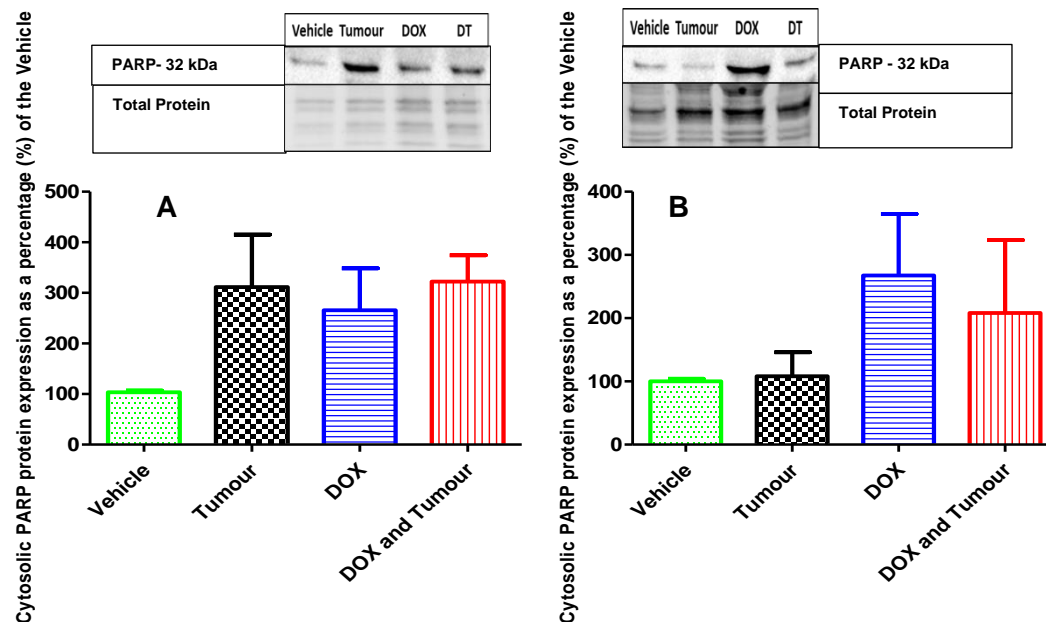 Cytosolic PARP protein expression as a percentage (%) of the Vehicle
Vehicle Tumour DOX DT
PARP- 32 kDa
Total Protein
A
500
400
300
200
100
0
Vehicle
Tumour
DOX
DOX and Tumour
Cytosolic PARP protein expression as a percentage (%) of the Vehicle
Vehicle Tumour DOX DT
PARP - 32 kDa
Total Protein
B
400
300
200
100
0
Vehicle
Tumour
DOX
DOX and Tumour